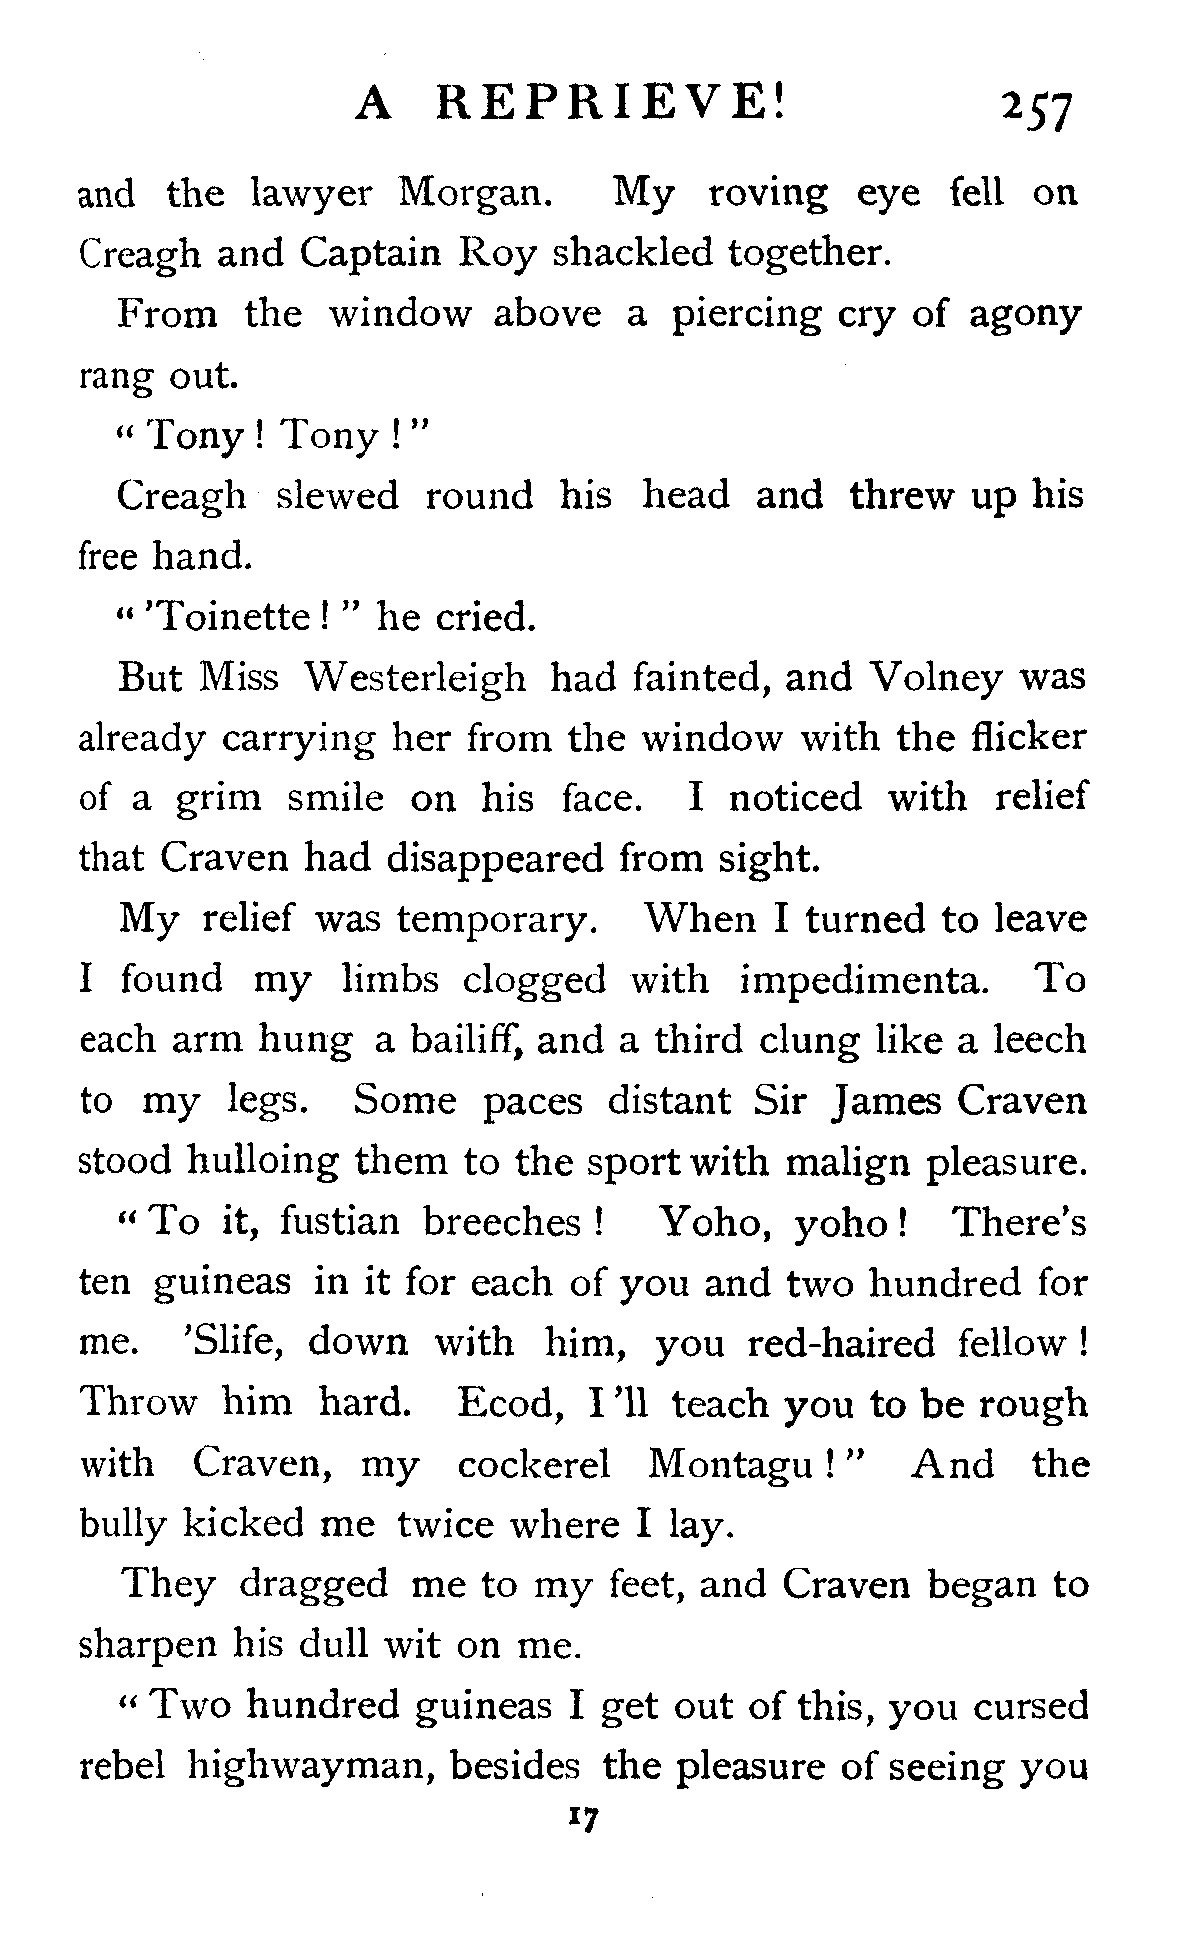 A REPRIEVE! 257
and the lawyer Morgan. My roving eye fell on
Creagh and Captain Roy shackled together.
From the window above a piercing cry of agony
rang out.
“ Tony ! Tony ! ”
Creagh slewed round his head and threw up his
free hand.
“ ’Toinette ! ” he cried.
But Miss Westerleigh had fainted, and Volney was
already carrying her from the window with the flicker
of a grim smile on his face. I noticed with relief
that Craven had disappeared from sight.
My relief was temporary. When I turned to leave
I found my limbs clogged with impedimenta. To
each arm hung a bailiff, and a third clung like a leech
to my legs. Some paces distant Sir James Craven
stood hulloing them to the sport with malign pleasure.
“ To it, fustian breeches ! Yoho, yoho ! There’s
ten guineas in it for each of you and two hundred for
me. ’Slife, down with him, you red-haired fellow !
Throw him hard. Ecod, I ’ll teach you to be rough
with Craven, my cockerel Montagu ! ” And the
bully kicked me twice where I lay.
They dragged me to my feet, and Craven began to
sharpen his dull wit on me.
“ Two hundred guineas I get out of this, you cursed
rebel highwayman, besides the pleasure of seeing you
17